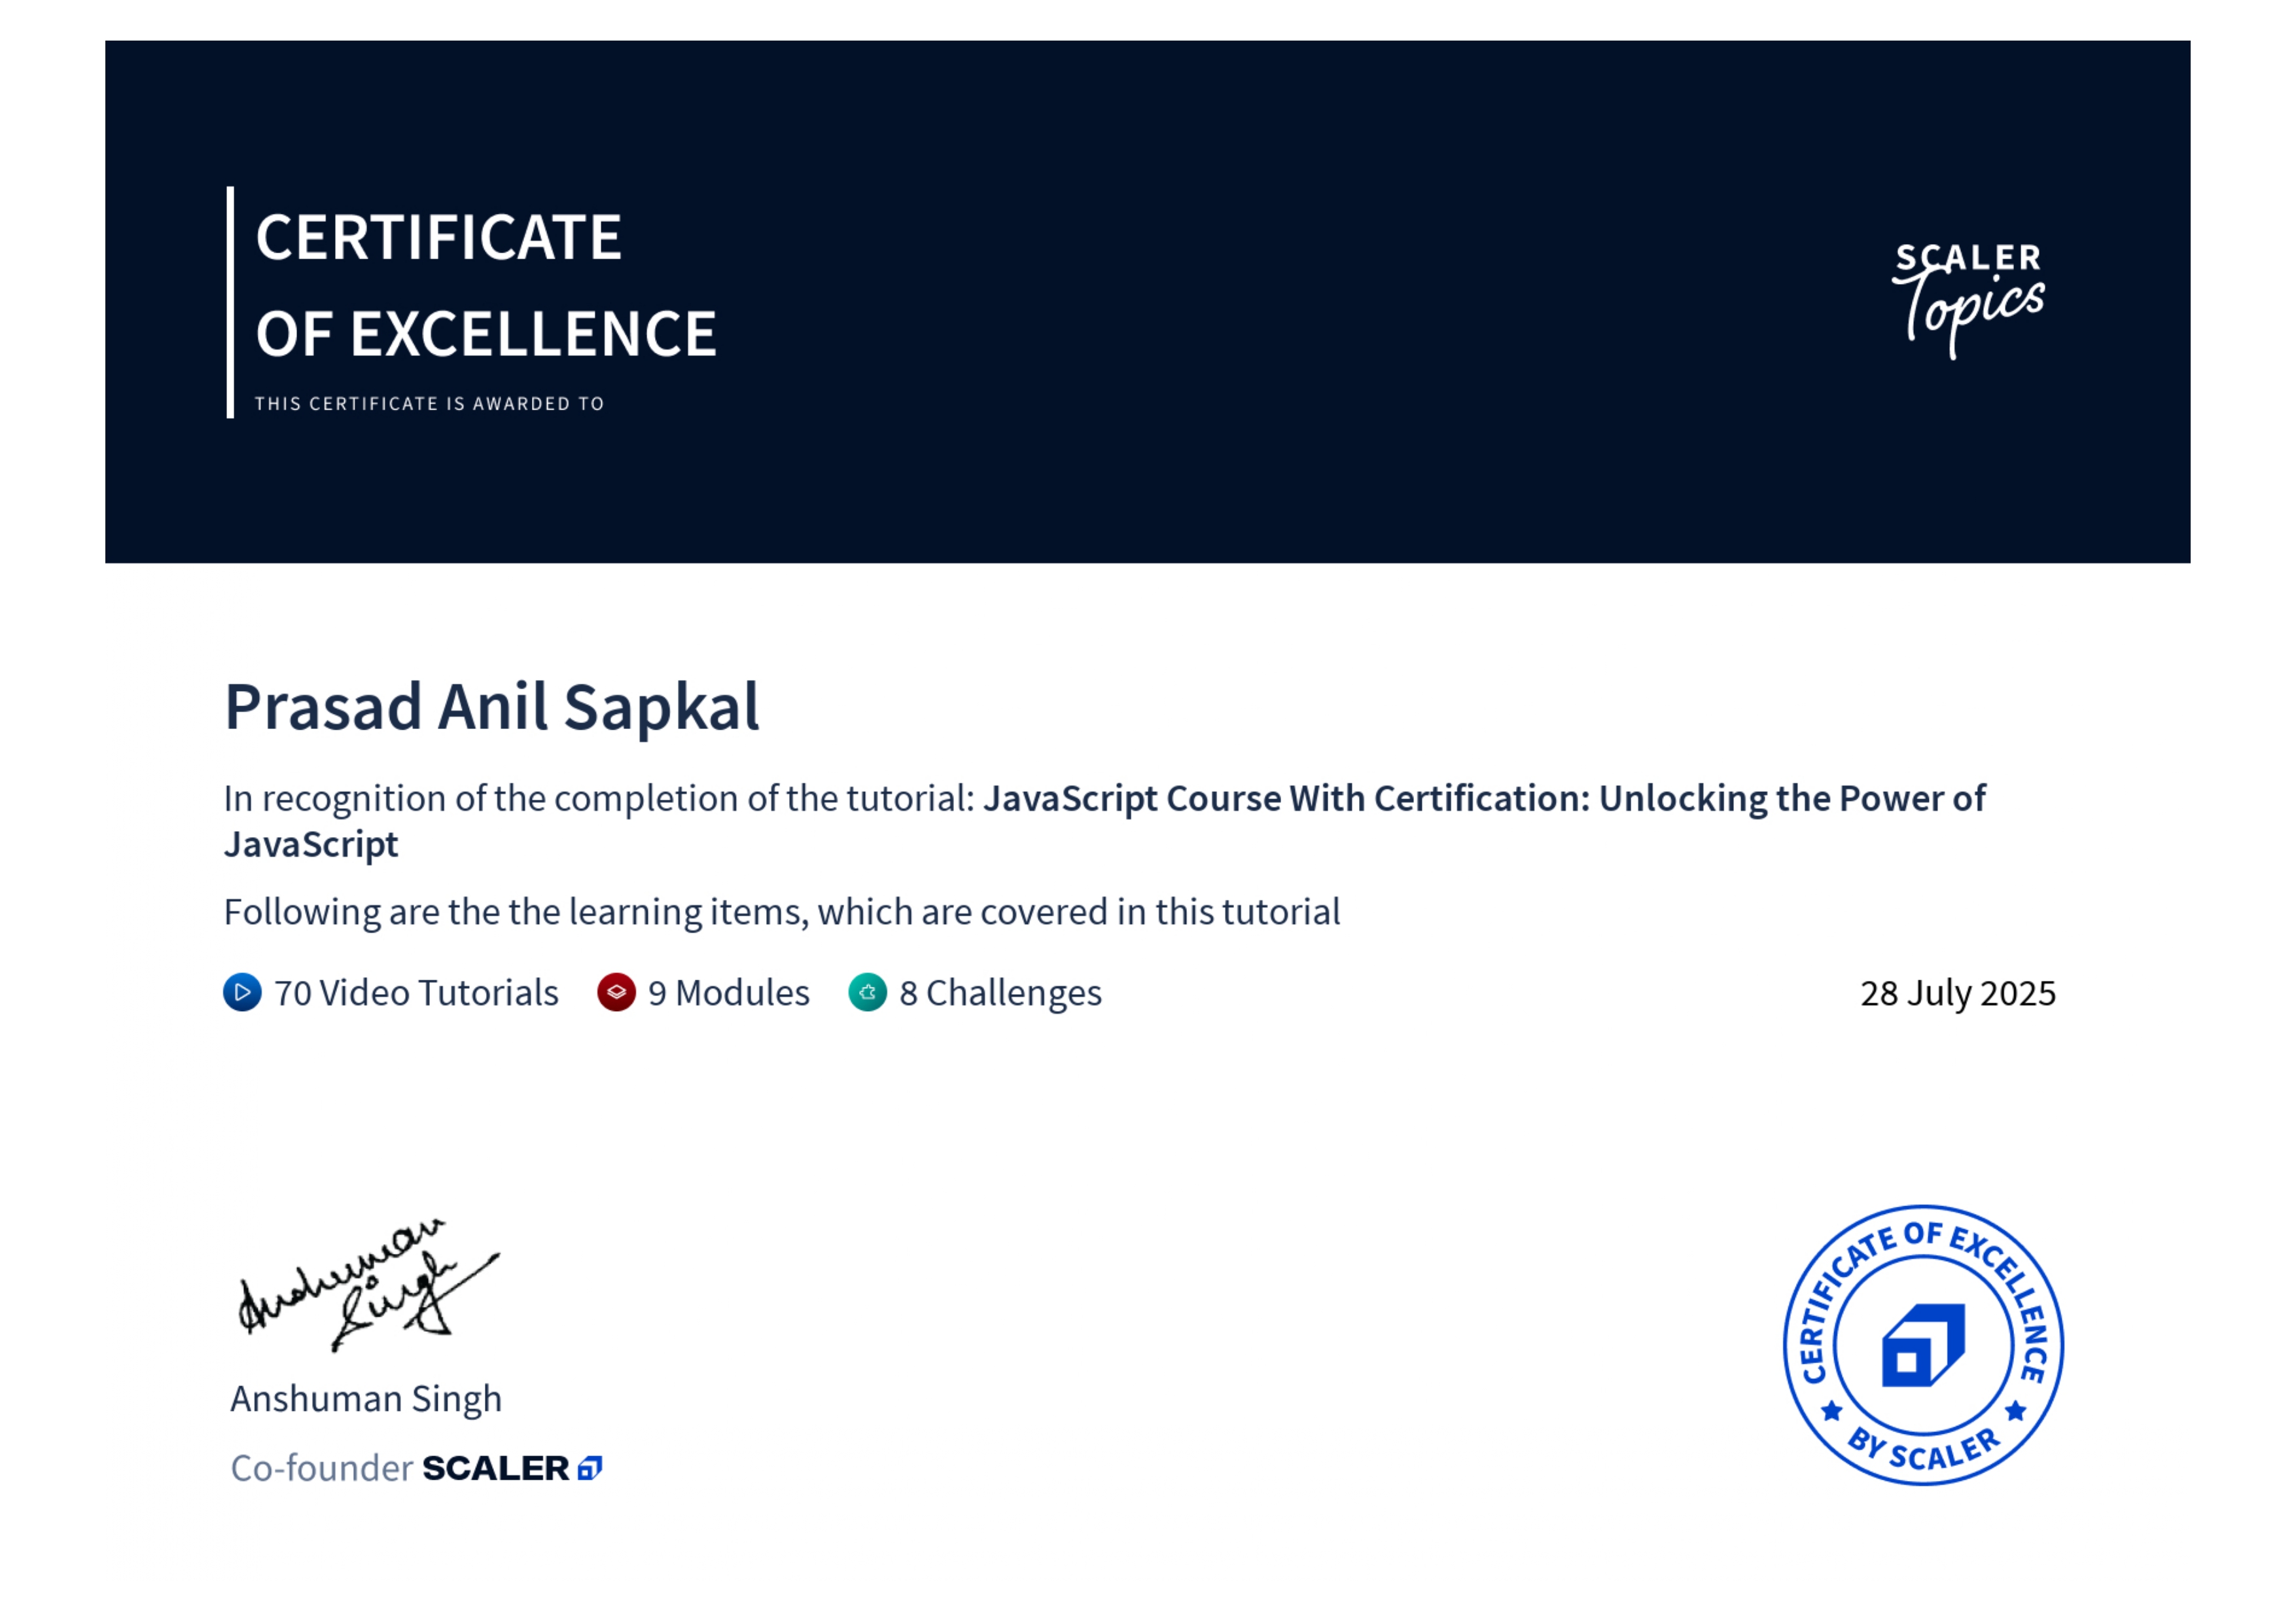 CERTIFICATE
OF EXCELLENCE
THIS CERTIFICATE IS AWARDED TO
SCALER
Topics
Prasad Anil Sapkal
In recognition of the completion of the tutorial: JavaScript Course With Certification: Unlocking the Power of
JavaScript
Following are the the learning items, which are covered in this tutorial
70 Video Tutorials 9 Modules 8 Challenges 28 July 2025
Anshuman
Singh
Anshuman Singh
Co-founder SCALER
CERTIFICATE OF EXCELLENCE
BY SCALER